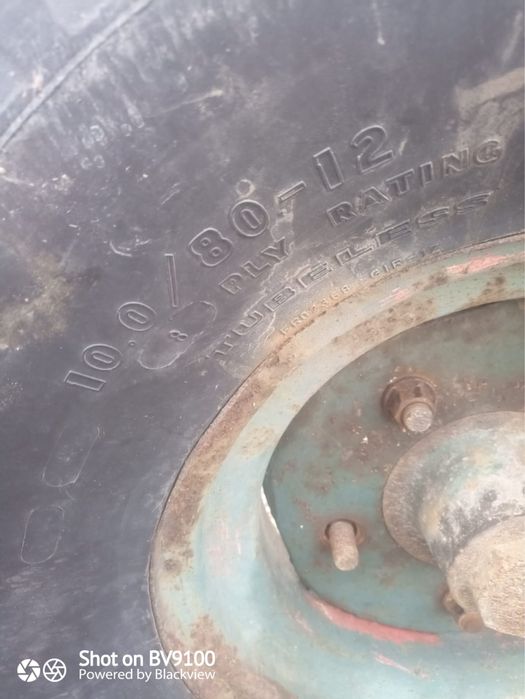 10.0/80-12
8 PLY RATING
TUBELESS
Shot on BV9100
Powered by Blackview